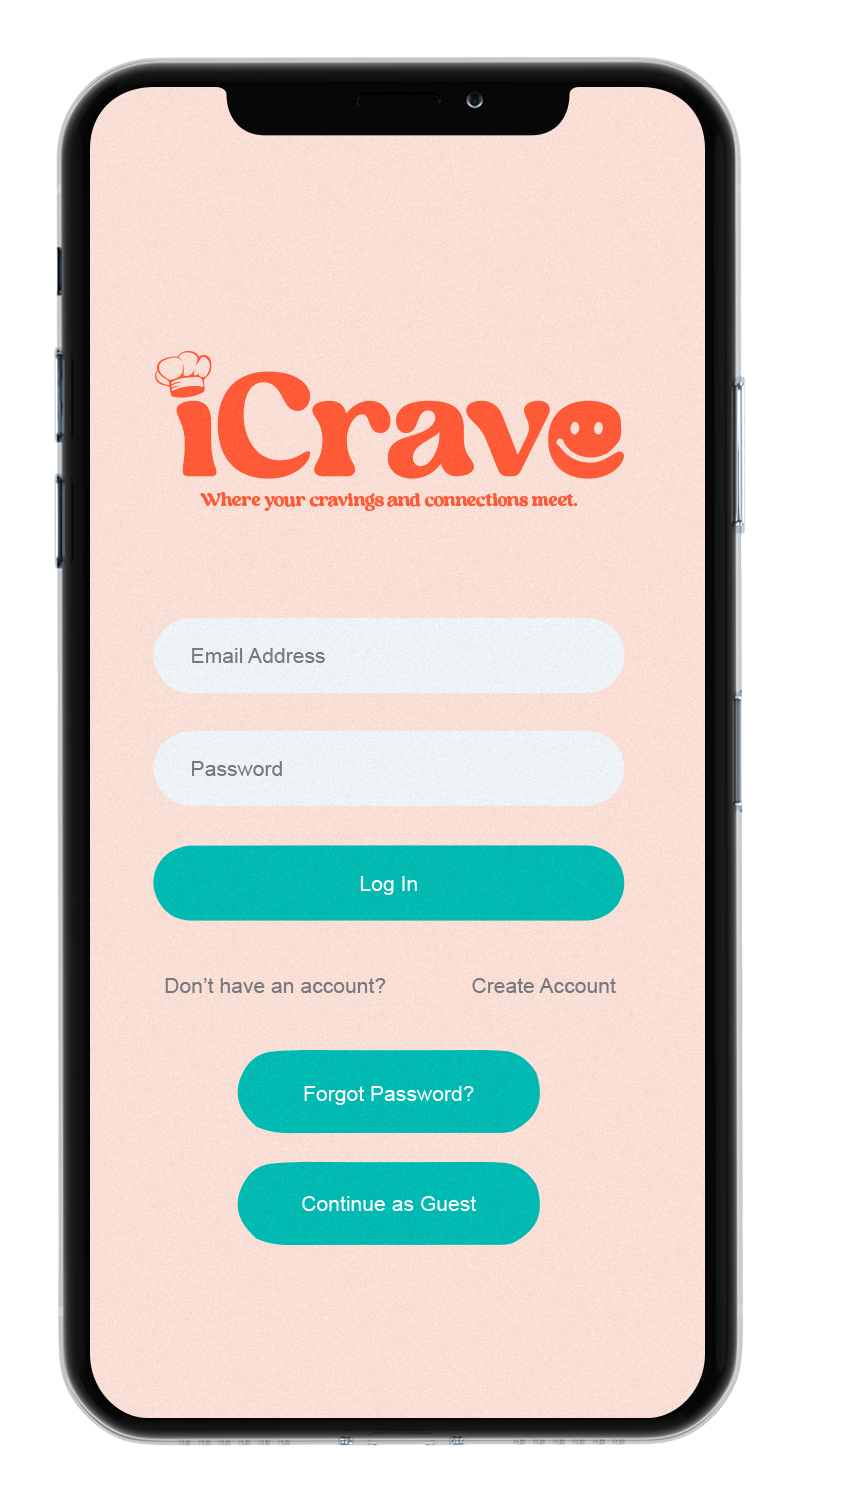 iCrave
Where your cravings and connections meet.
Email Address
Password
Log In
Don’t have an account? Create Account
Forgot Password?
Continue as Guest